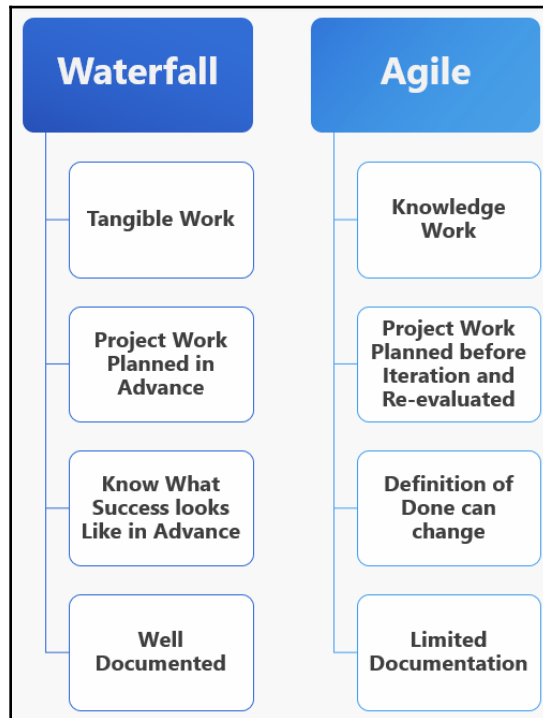 Waterfall
Tangible Work
Project Work
Planned in
Advance
Know What
Success looks
Like in Advance
Well
Documented
Agile
Knowledge
Work
Project Work
Planned before
Iteration and
Re-evaluated
Definition of
Done can
change
Limited
Documentation